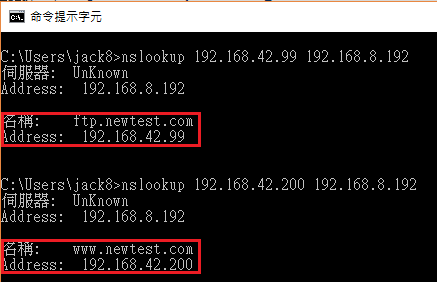 命令提示字元
C:\Users\jack8>nslookup 192.168.42.99 192.168.8.192
伺服器:  UnKnown
Address:  192.168.8.192
名稱:    ftp.newtest.com
Address:  192.168.42.99
C:\Users\jack8>nslookup 192.168.42.200 192.168.8.192
伺服器:  UnKnown
Address:  192.168.8.192
名稱:    www.newtest.com
Address:  192.168.42.200